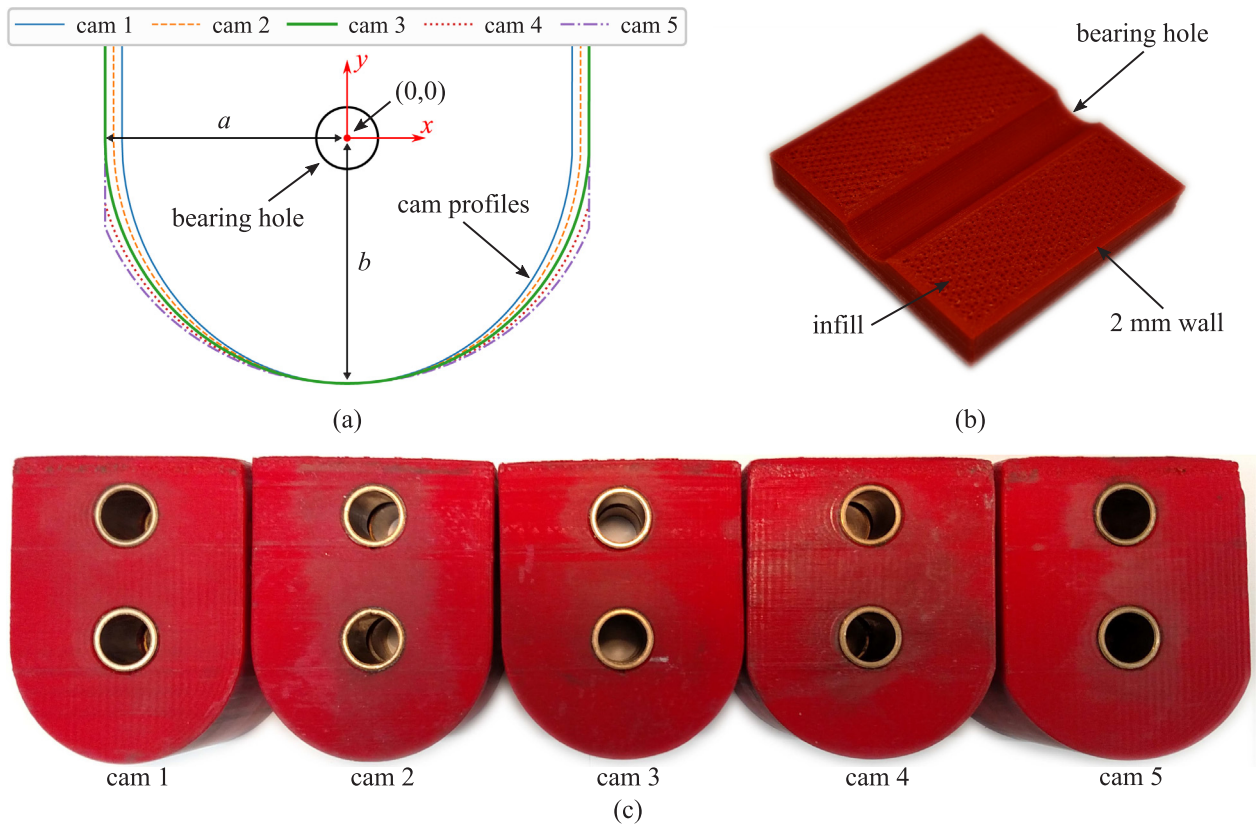 cam 1 cam 2 cam 3 cam 4 cam 5
y
(0,0)
a
x
bearing hole
cam profiles
b
(a)
bearing hole
infill
2 mm wall
(b)
cam 1 cam 2 cam 3 cam 4 cam 5
(c)